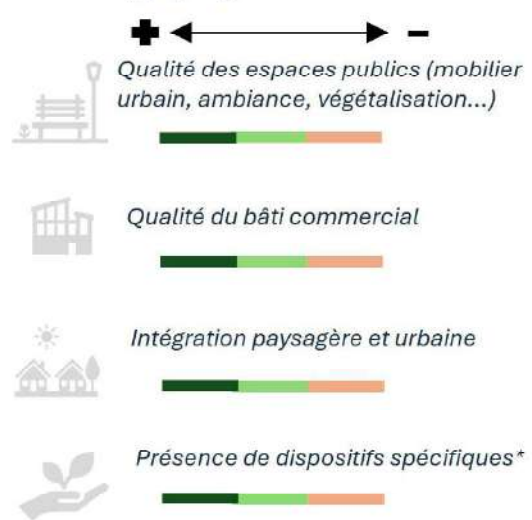 + −
Qualité des espaces publics (mobilier
urbain, ambiance, végétalisation...)
Qualité du bâti commercial
Intégration paysagère et urbaine
Présence de dispositifs spécifiques*